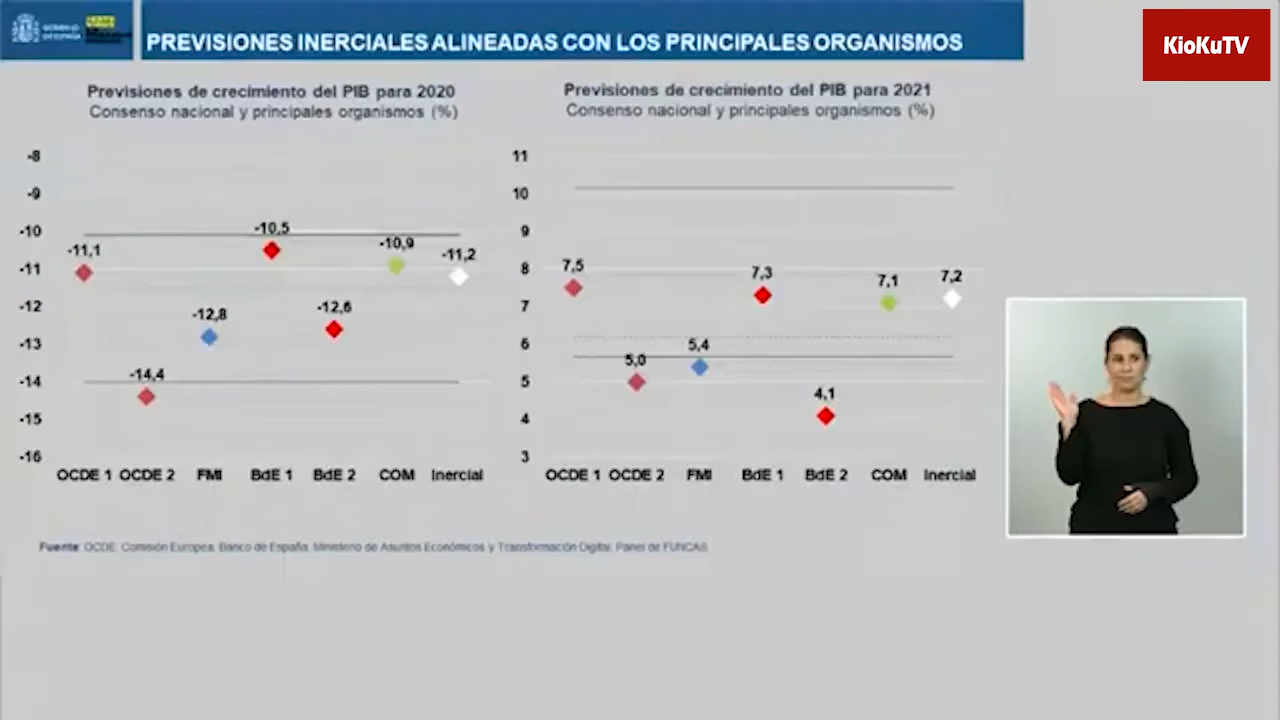 GOBIERNO
DE ESPAÑA
PREVISIONES INERCIALES ALINEADAS CON LOS PRINCIPALES ORGANISMOS
KioKuTV
Previsiones de crecimiento del PIB para 2020
Consenso nacional y principales organismos (%)
-8
-9
-10
-11
-12
-13
-14
-15
-16
-11,1
-14,4
-12,8
-10,5
-12,6
-10,9
-11,2
OCDE 1 OCDE 2 FMI BdE 1 BdE 2 COM Inercial
Previsiones de crecimiento del PIB para 2021
Consenso nacional y principales organismos (%)
11
10
9
8
7
6
5
4
3
7,5
5,0
5,4
7,3
4,1
7,1
7,2
OCDE 1 OCDE 2 FMI BdE 1 BdE 2 COM Inercial
Fuente: OCDE, Comisión Europea, Banco de España, Ministerio de Asuntos Económicos y Transformación Digital, Panel de FUNCAS